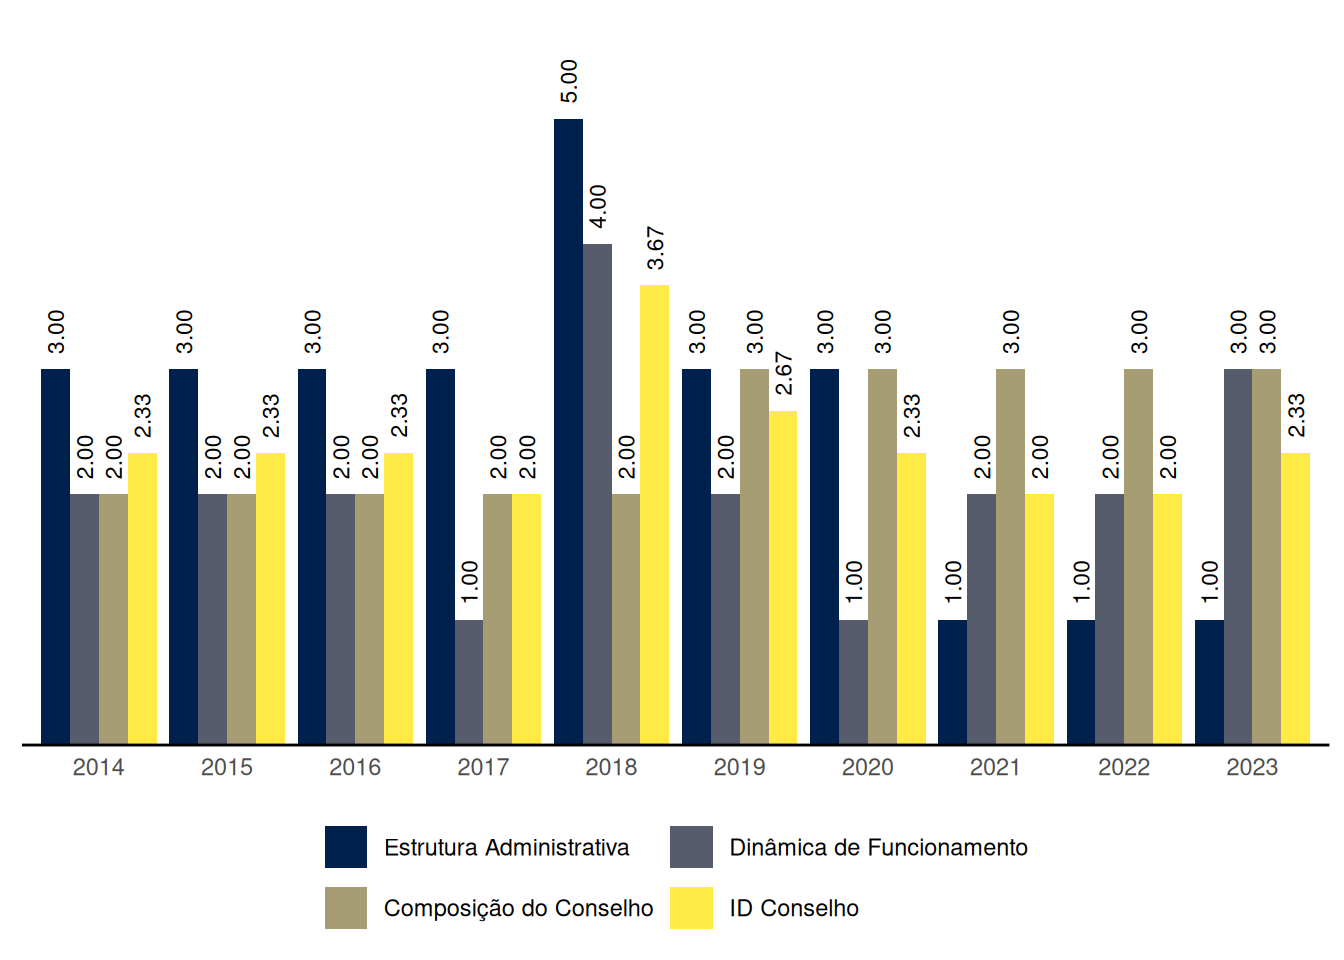 3.00 2.00 2.00 2.33 3.00 2.00 2.00 2.33 3.00 2.00 2.00 2.33 3.00 1.00 2.00 2.00 5.00 4.00 2.00 3.67 3.00 2.00 3.00 2.67 3.00 1.00 3.00 2.33 1.00 2.00 3.00 2.00 1.00 2.00 3.00 2.00 1.00 3.00 3.00 2.33
2014 2015 2016 2017 2018 2019 2020 2021 2022 2023
Estrutura Administrativa Dinâmica de Funcionamento
Composição do Conselho ID Conselho